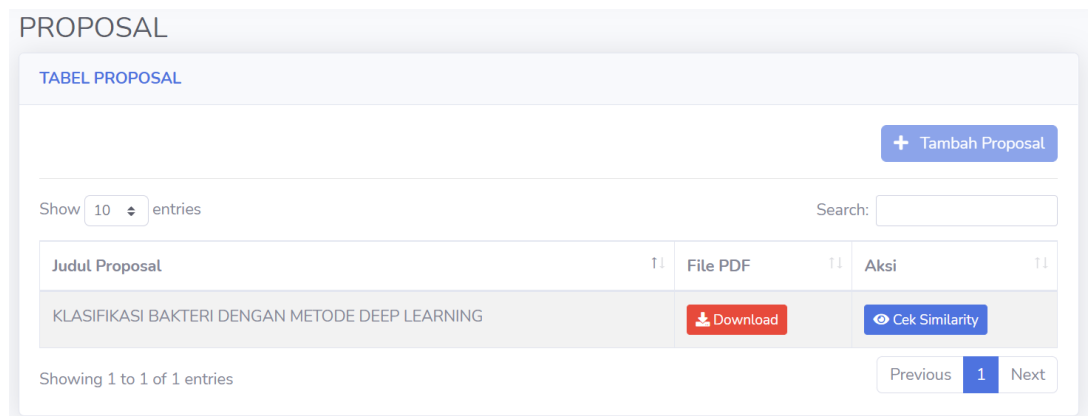 PROPOSAL
TABEL PROPOSAL
+ Tambah Proposal
Show 10 entries Search:
Judul Proposal File PDF Aksi
KLASIFIKASI BAKTERI DENGAN METODE DEEP LEARNING Download Cek Similarity
Showing 1 to 1 of 1 entries Previous 1 Next